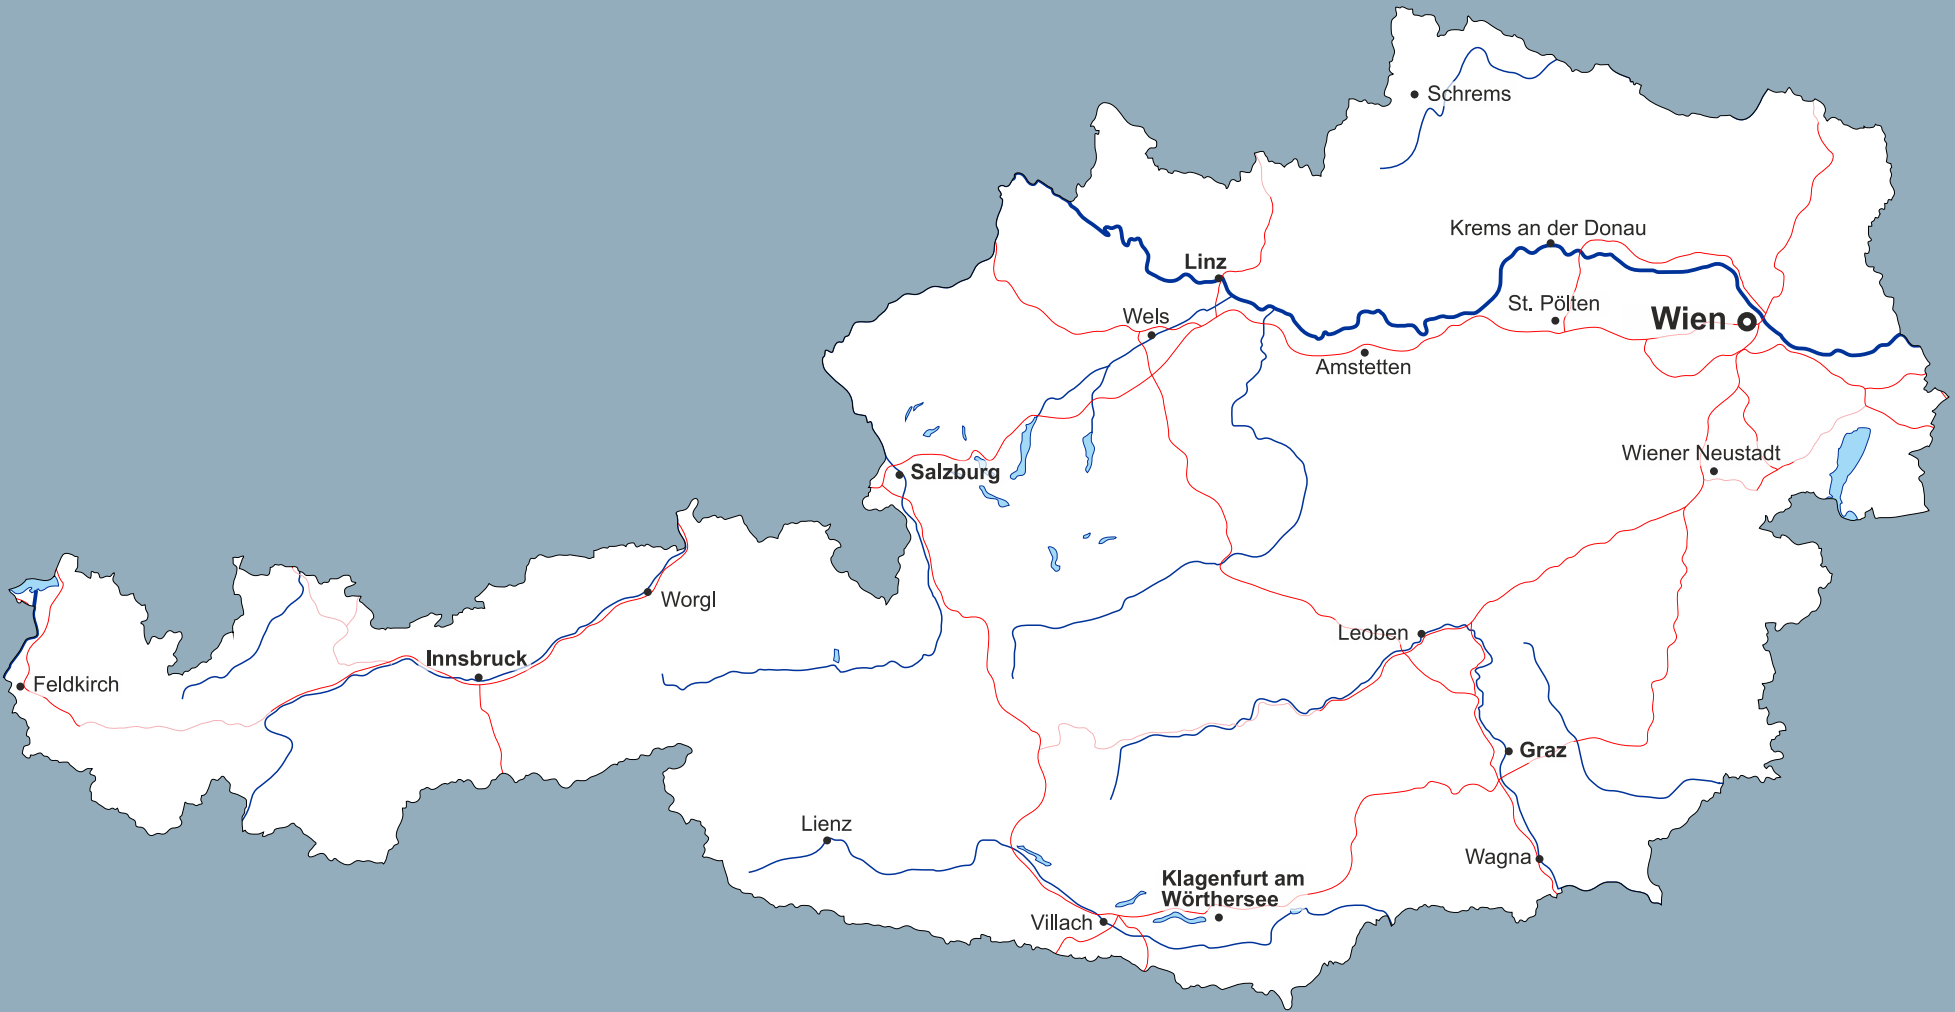 Schrems
Krems an der Donau
Linz
St. Pölten
Wels
Wien
Amstetten
Wiener Neustadt
Salzburg
Worgl
Leoben
Innsbruck
Feldkirch
Graz
Lienz
Wagna
Klagenfurt am
Wörthersee
Villach